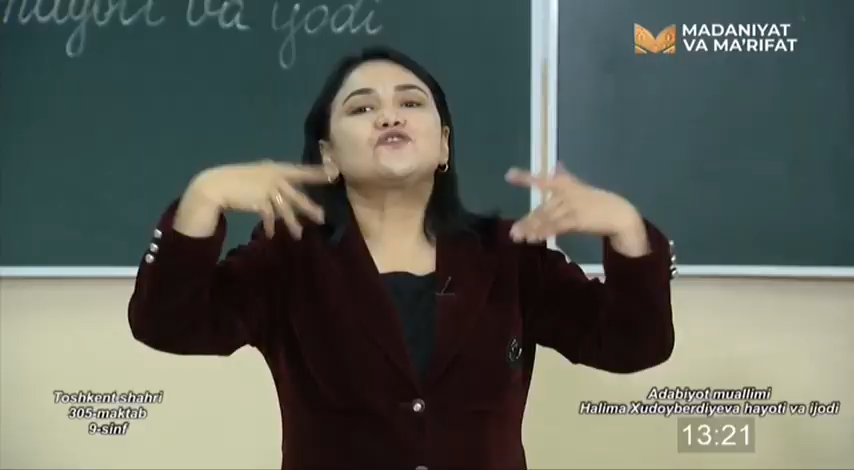 va ijodi
MADANIYAT
VA MA'RIFAT
Toshkent shahri
305-maktab
9-sinf
Adabiyot muallimi
Halima Xudoyberdiyeva hayoti va ijodi
13:21